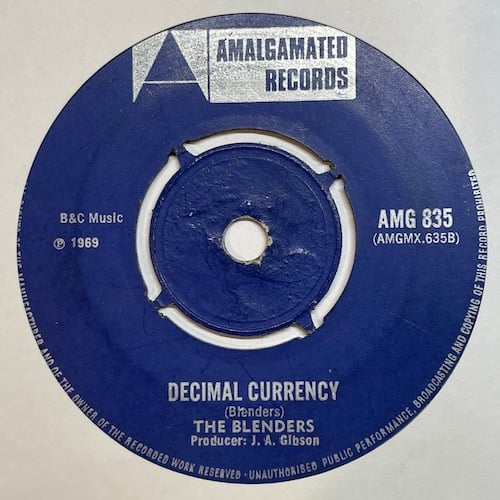 A
AMALGAMATED
RECORDS
B&C Music
℗ 1969
AMG 835
(AMGMX.635B)
DECIMAL CURRENCY
(Blenders)
THE BLENDERS
Producer: J. A. Gibson
THE MANUFACTURER AND OF THE OWNER OF THE RECORDED WORK RESERVED · UNAUTHORISED PUBLIC PERFORMANCE, BROADCASTING AND COPYING OF THIS RECORD PROHIBITED